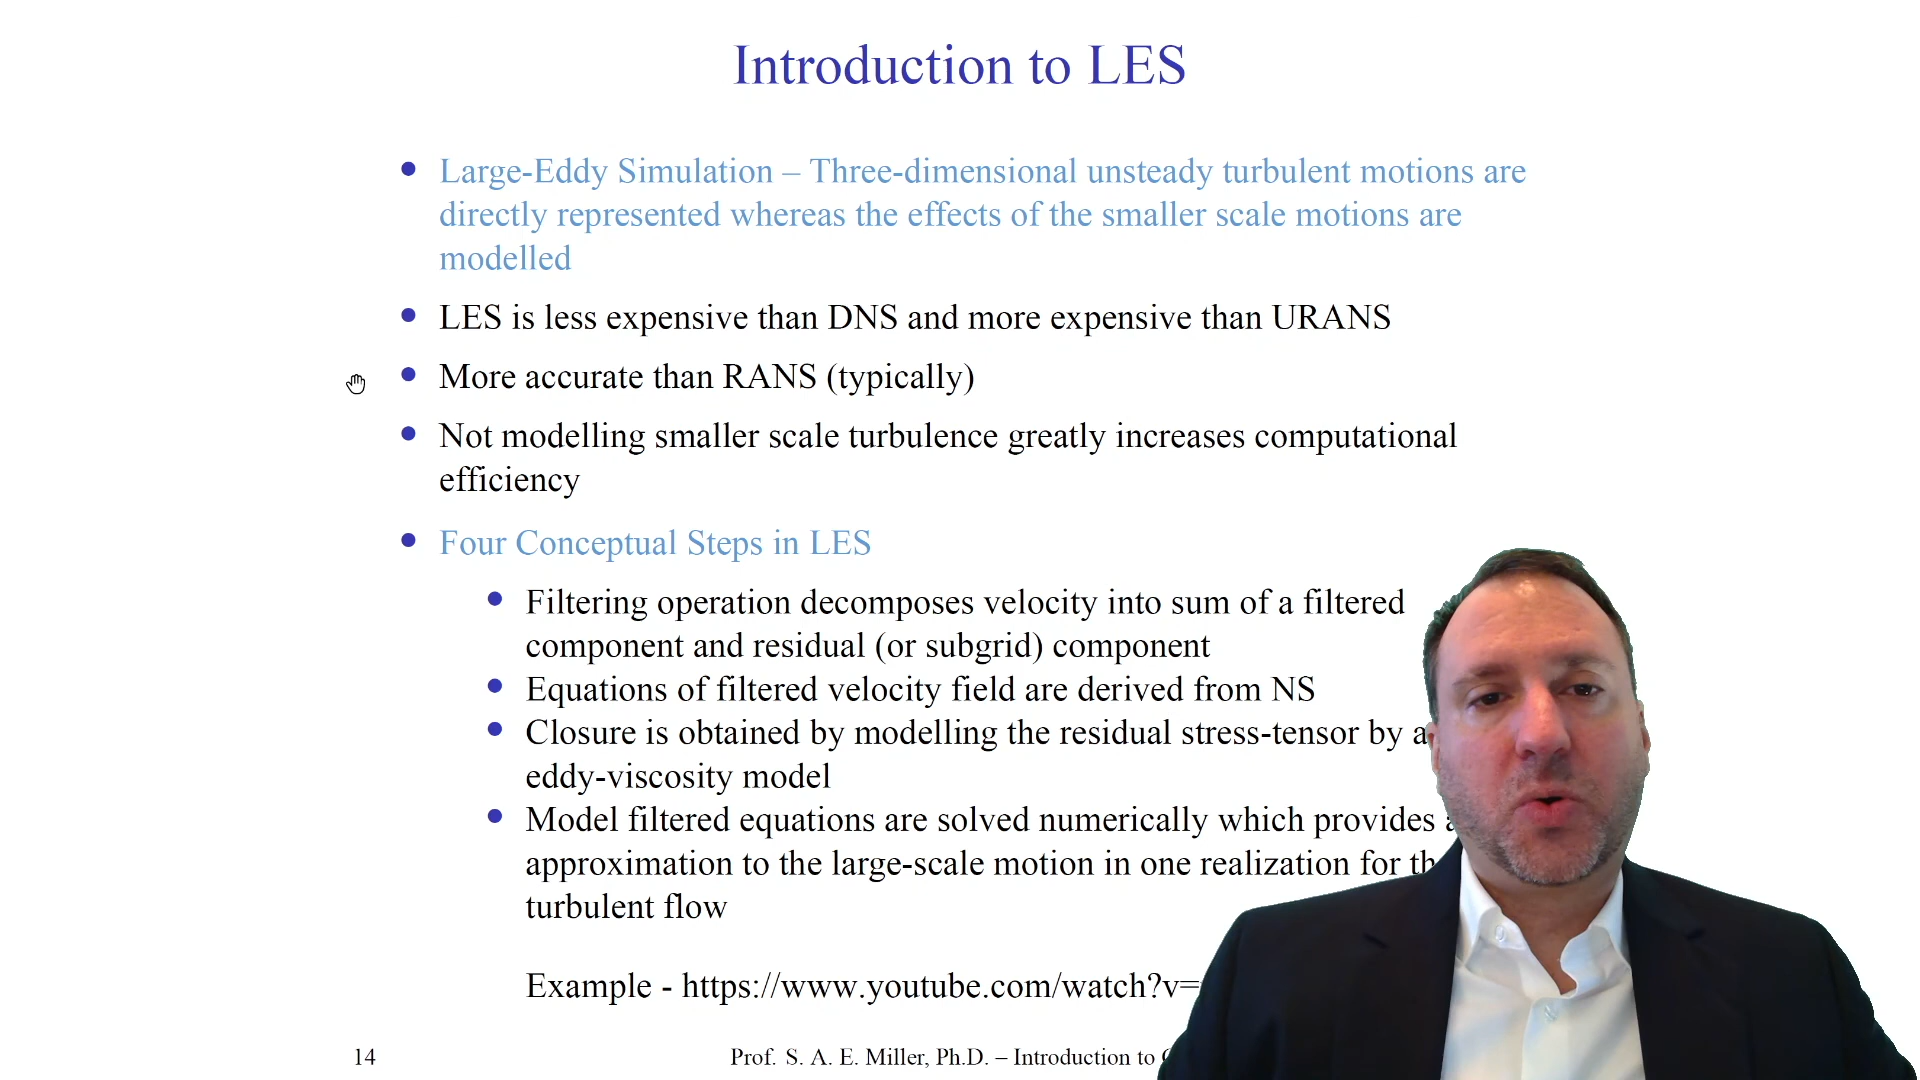 Introduction to LES
Large-Eddy Simulation – Three-dimensional unsteady turbulent motions are
directly represented whereas the effects of the smaller scale motions are
modelled
LES is less expensive than DNS and more expensive than URANS
More accurate than RANS (typically)
Not modelling smaller scale turbulence greatly increases computational
efficiency
Four Conceptual Steps in LES
Filtering operation decomposes velocity into sum of a filtered
component and residual (or subgrid) component
Equations of filtered velocity field are derived from NS
Closure is obtained by modelling the residual stress-tensor by
eddy-viscosity model
Model filtered equations are solved numerically which provides
approximation to the large-scale motion in one realization for
turbulent flow
Example - https://www.youtube.com/watch?v=
14
Prof. S. A. E. Miller, Ph.D. – Introduction to